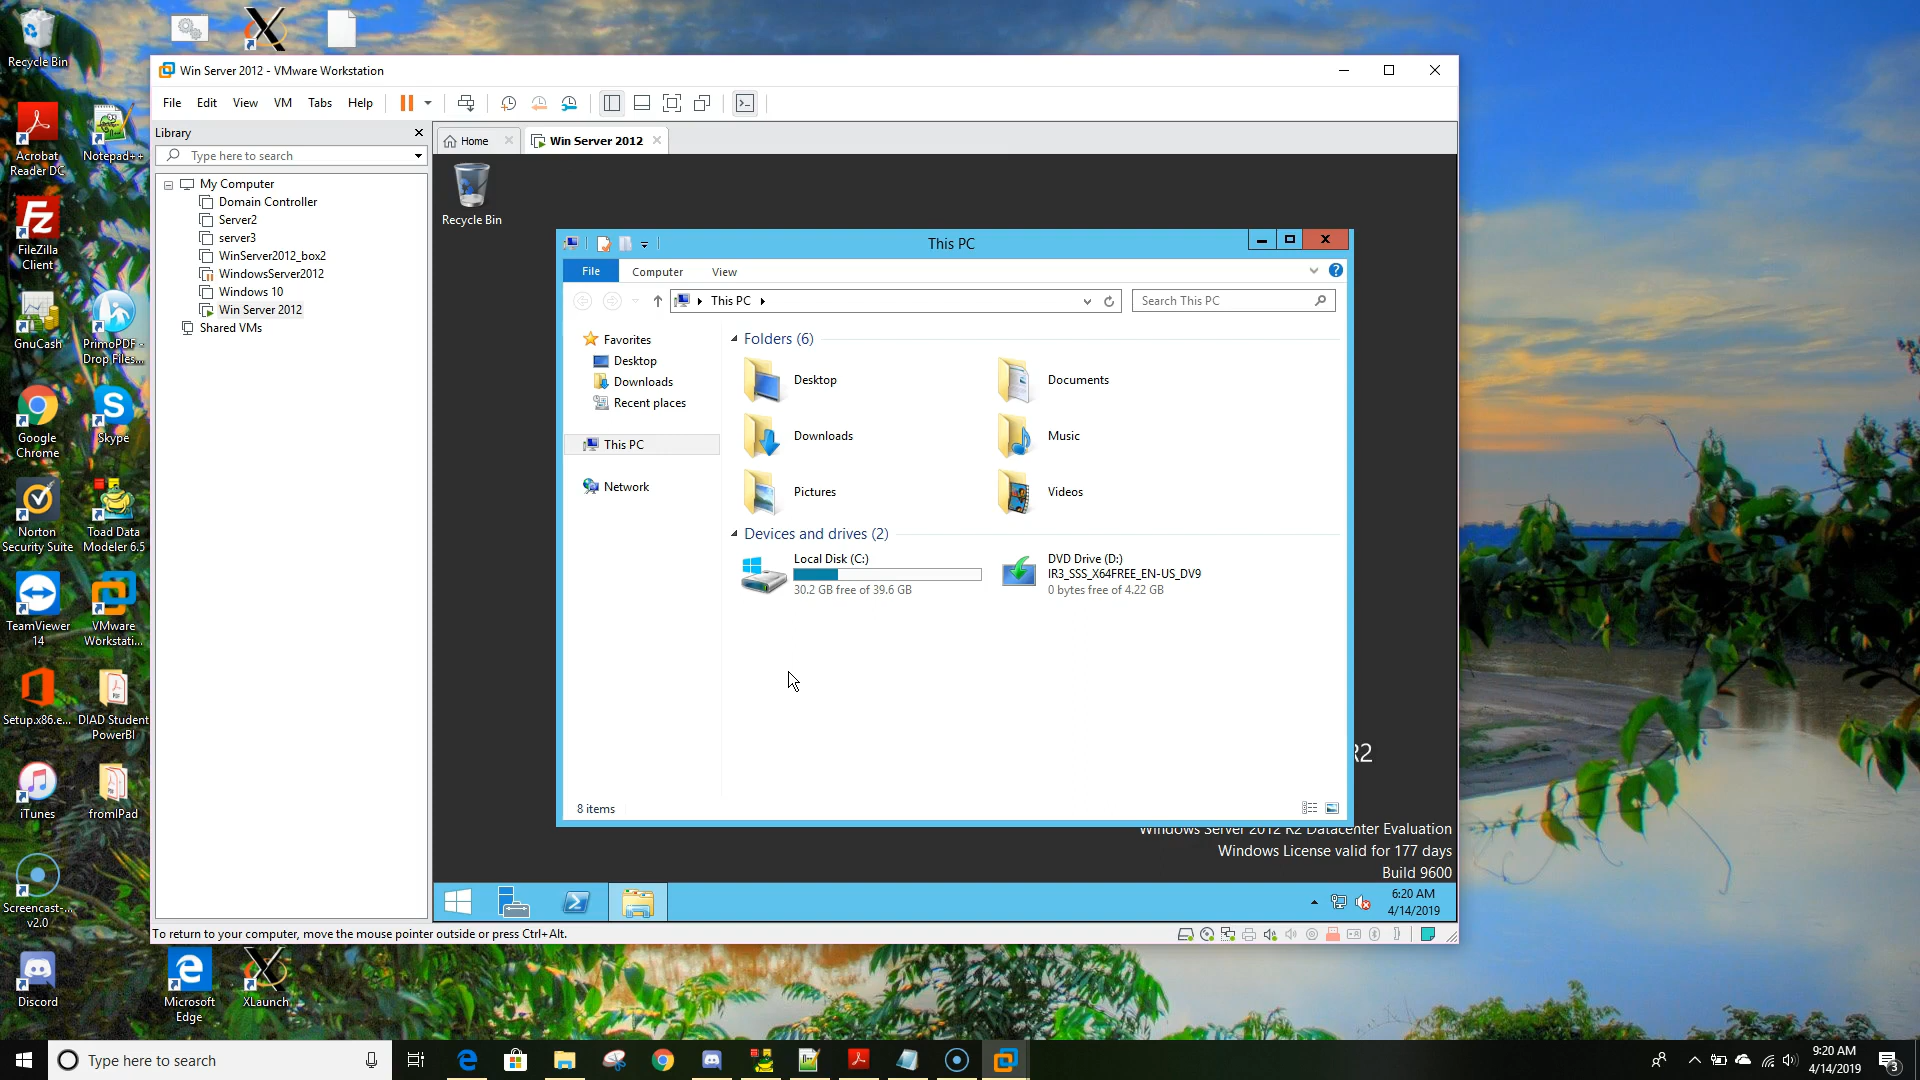 Recycle Bin
Acrobat
Reader DC
Notepad++
FileZilla
Client
GnuCash
PrimoPDF -
Drop Files...
Google
Chrome
Skype
Norton
Security Suite
Toad Data
Modeler 6.5
TeamViewer
14
VMware
Workstati...
Setup.x86.e...
DIAD Student
PowerBI
iTunes
fromIPad
Screencast-...
v2.0
Discord
Microsoft
Edge
XLaunch
Win Server 2012 - VMware Workstation
File Edit View VM Tabs Help
Library
Type here to search
My Computer
Domain Controller
Server2
server3
WinServer2012_box2
WindowsServer2012
Windows 10
Win Server 2012
Shared VMs
Home
Win Server 2012
Recycle Bin
This PC
File Computer View
This PC
Search This PC
Favorites
Desktop
Downloads
Recent places
This PC
Network
Folders (6)
Desktop
Documents
Downloads
Music
Pictures
Videos
Devices and drives (2)
Local Disk (C:)
30.2 GB free of 39.6 GB
DVD Drive (D:)
IR3_SSS_X64FREE_EN-US_DV9
0 bytes free of 4.22 GB
8 items
R2
Windows Server 2012 R2 Datacenter Evaluation
Windows License valid for 177 days
Build 9600
6:20 AM
4/14/2019
To return to your computer, move the mouse pointer outside or press Ctrl+Alt.
Type here to search
9:20 AM
4/14/2019
3